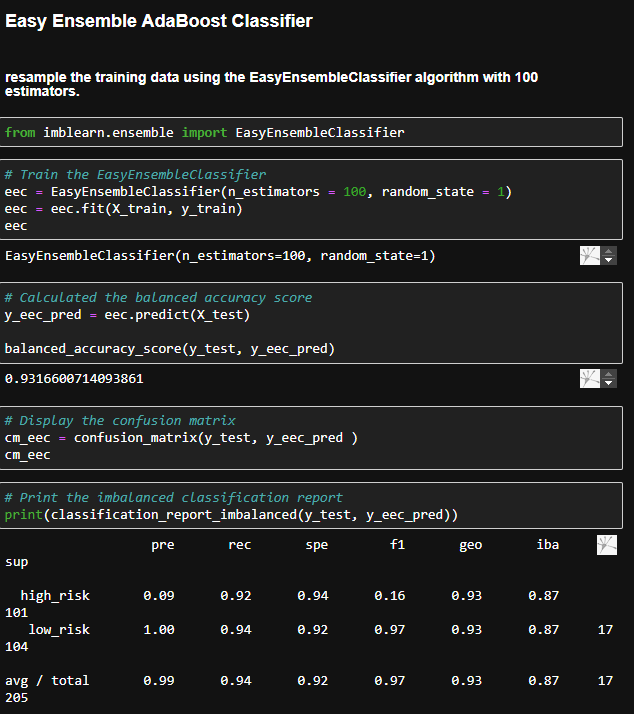 Easy Ensemble AdaBoost Classifier
resample the training data using the EasyEnsembleClassifier algorithm with 100
estimators.
from imblearn.ensemble import EasyEnsembleClassifier
# Train the EasyEnsembleClassifier
eec = EasyEnsembleClassifier(n_estimators = 100, random_state = 1)
eec = eec.fit(X_train, y_train)
eec
EasyEnsembleClassifier(n_estimators=100, random_state=1)
# Calculated the balanced accuracy score
y_eec_pred = eec.predict(X_test)
balanced_accuracy_score(y_test, y_eec_pred)
0.9316600714093861
# Display the confusion matrix
cm_eec = confusion_matrix(y_test, y_eec_pred )
cm_eec
# Print the imbalanced classification report
print(classification_report_imbalanced(y_test, y_eec_pred))
pre rec spe f1 geo iba
sup
high_risk 0.09 0.92 0.94 0.16 0.93 0.87
101
low_risk 1.00 0.94 0.92 0.97 0.93 0.87 17
104
avg / total 0.99 0.94 0.92 0.97 0.93 0.87 17
205